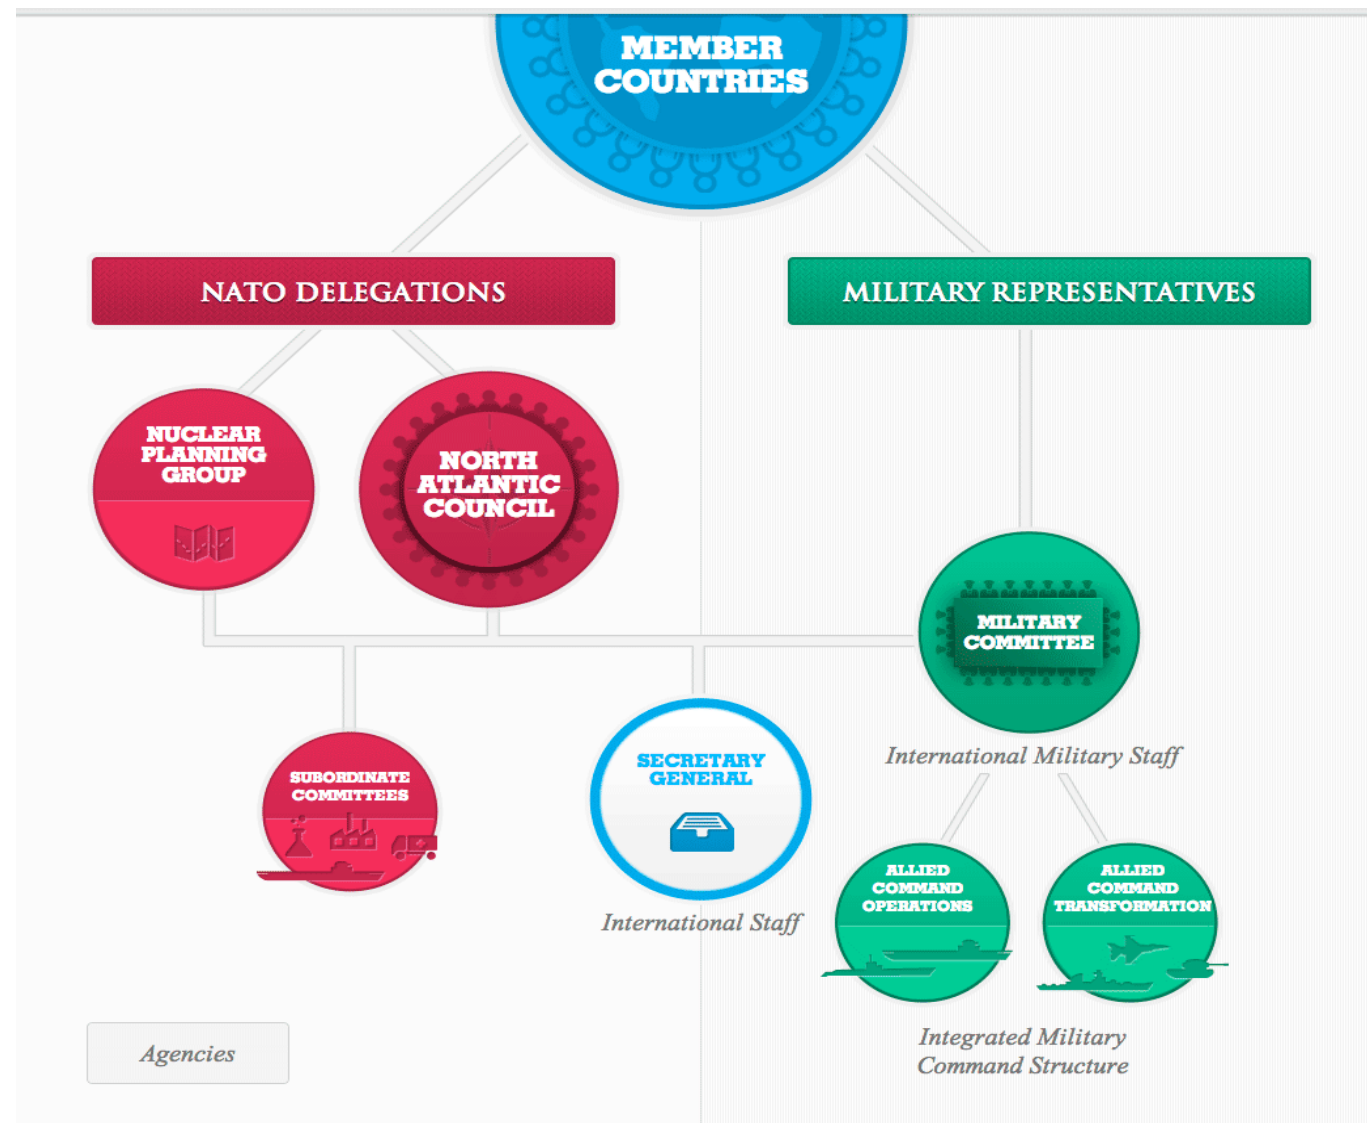 MEMBER
COUNTRIES
NATO DELEGATIONS
MILITARY REPRESENTATIVES
NUCLEAR
PLANNING
GROUP
NORTH
ATLANTIC
COUNCIL
MILITARY
COMMITTEE
International Military Staff
SUBORDINATE
COMMITTEES
SECRETARY
GENERAL
International Staff
ALLIED
COMMAND
OPERATIONS
ALLIED
COMMAND
TRANSFORMATION
Integrated Military
Command Structure
Agencies